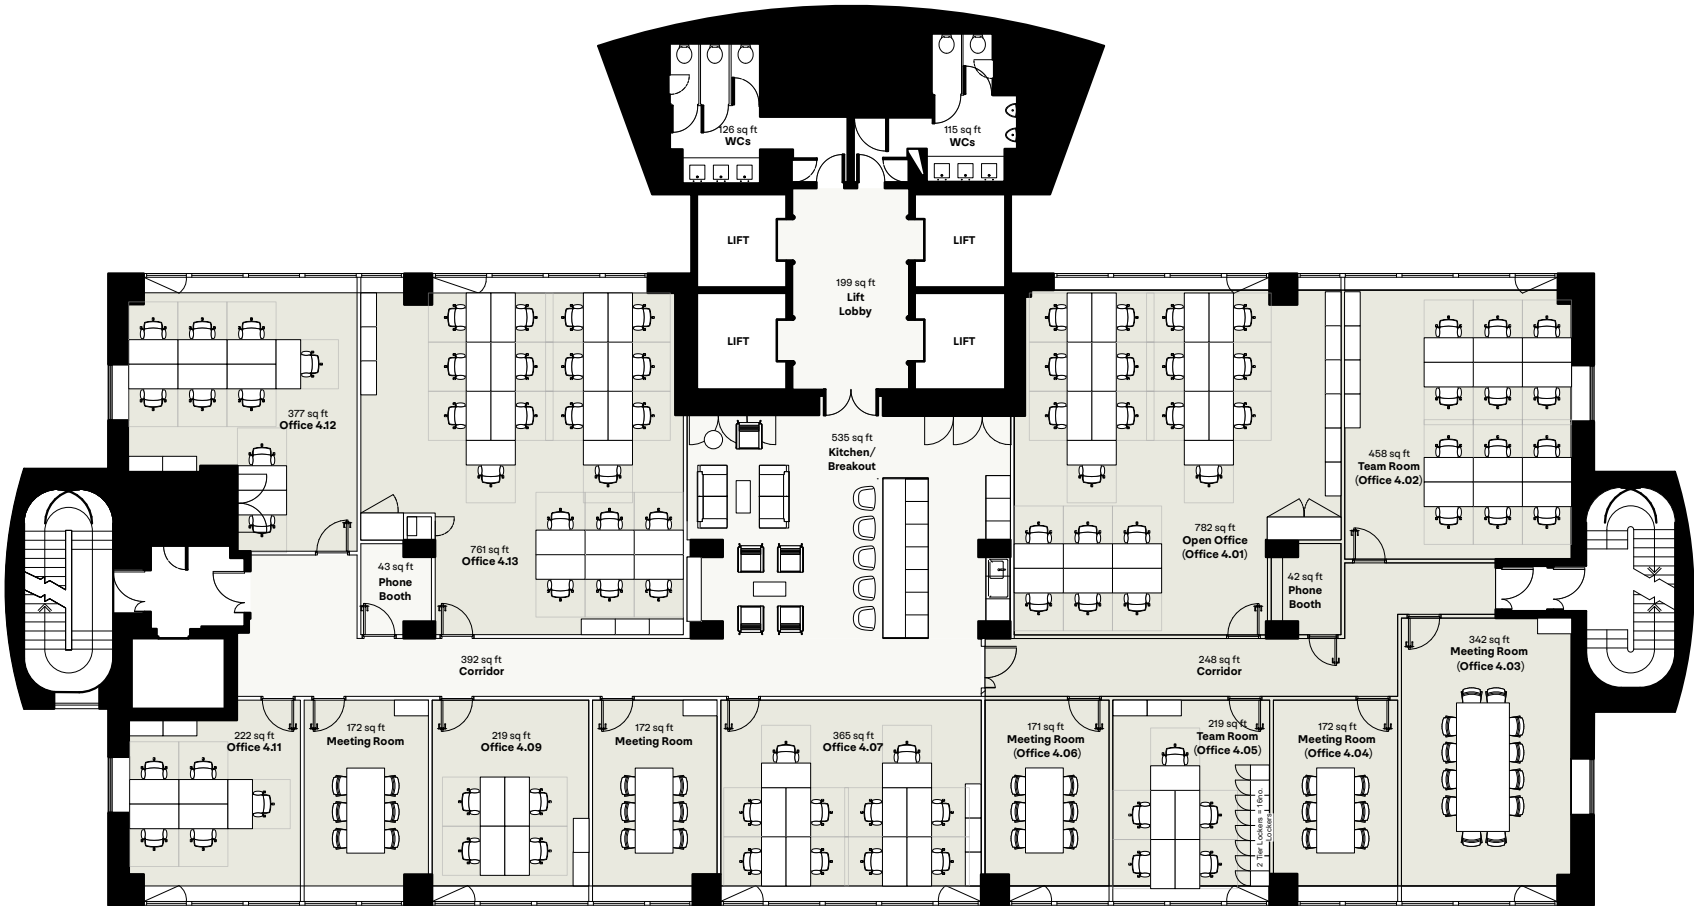 126 sq ft
WCs
115 sq ft
WCs
LIFT
LIFT
199 sq ft
Lift
Lobby
LIFT
LIFT
377 sq ft
Office 4.12
535 sq ft
Kitchen/
Breakout
458 sq ft
Team Room
(Office 4.02)
761 sq ft
Office 4.13
782 sq ft
Open Office
(Office 4.01)
43 sq ft
Phone
Booth
42 sq ft
Phone
Booth
392 sq ft
Corridor
248 sq ft
Corridor
342 sq ft
Meeting Room
(Office 4.03)
222 sq ft
Office 4.11
172 sq ft
Meeting Room
219 sq ft
Office 4.09
172 sq ft
Meeting Room
365 sq ft
Office 4.07
171 sq ft
Meeting Room
(Office 4.06)
219 sq ft
Team Room
(Office 4.05)
172 sq ft
Meeting Room
(Office 4.04)
2 Tier Lockers = 16no.
Lockers